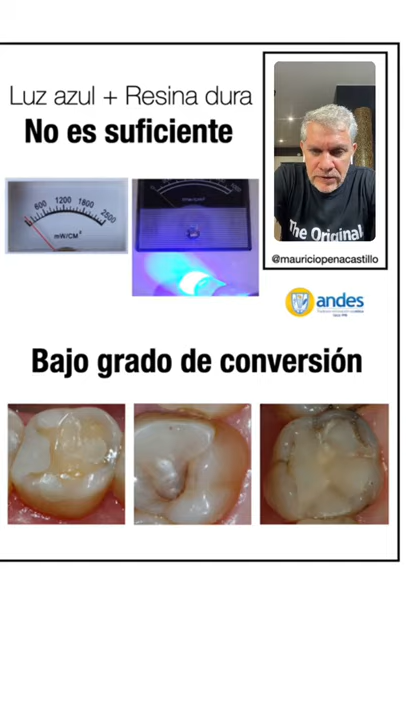 Luz azul + Resina dura
No es suficiente
600 1200 1800 2500
mW/CM²
The Original
@mauriciopenacastillo
andes
Bajo grado de conversión